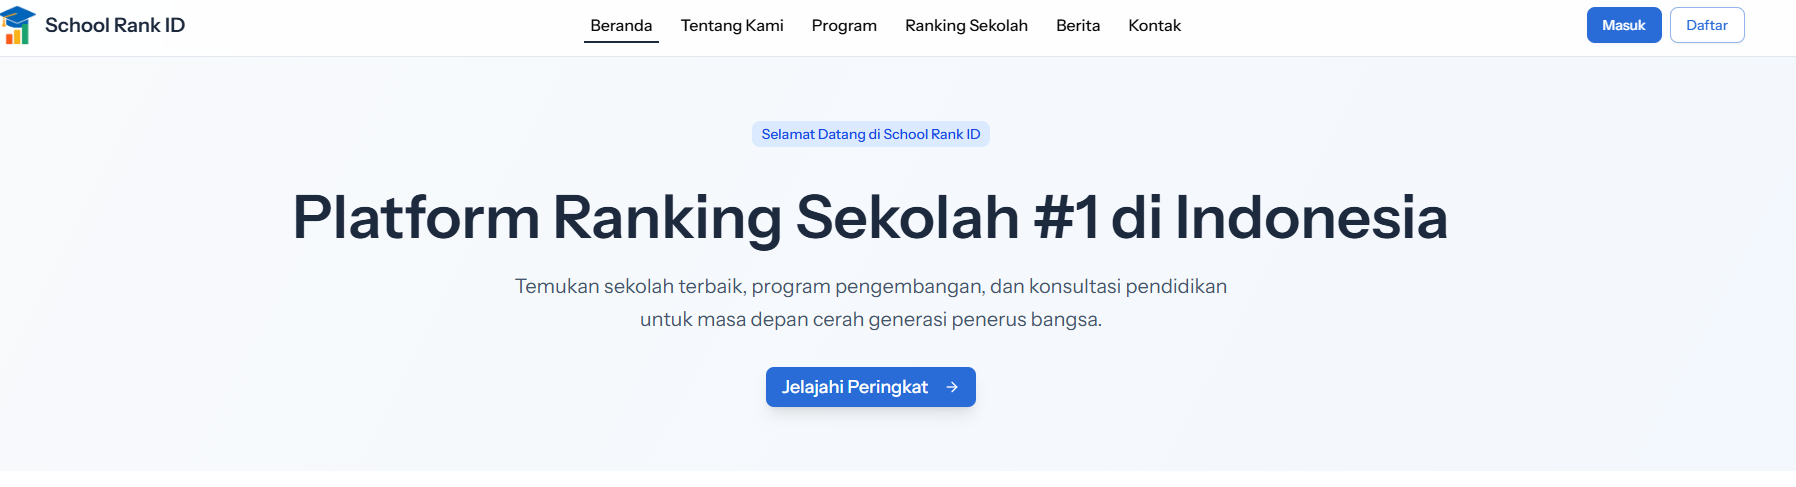 School Rank ID
Beranda
Tentang Kami
Program
Ranking Sekolah
Berita
Kontak
Masuk
Daftar
Selamat Datang di School Rank ID
Platform Ranking Sekolah #1 di Indonesia
Temukan sekolah terbaik, program pengembangan, dan konsultasi pendidikan
untuk masa depan cerah generasi penerus bangsa.
Jelajahi Peringkat →